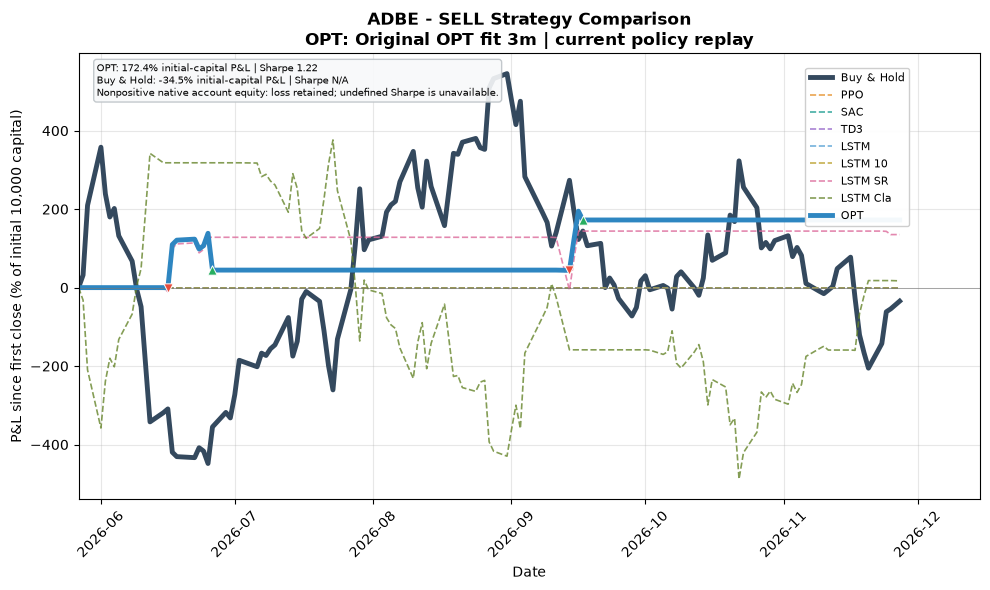 ADBE - SELL Strategy Comparison
OPT: Original OPT fit 3m | current policy replay
OPT: 172.4% initial-capital P&L | Sharpe 1.22
Buy & Hold: -34.5% initial-capital P&L | Sharpe N/A
Nonpositive native account equity: loss retained; undefined Sharpe is unavailable.
Buy & Hold
PPO
SAC
TD3
LSTM
LSTM 10
LSTM SR
LSTM Cla
OPT
P&L since first close (% of initial 10,000 capital)
400
200
0
−200
−400
2026-06
2026-07
2026-08
2026-09
2026-10
2026-11
2026-12
Date